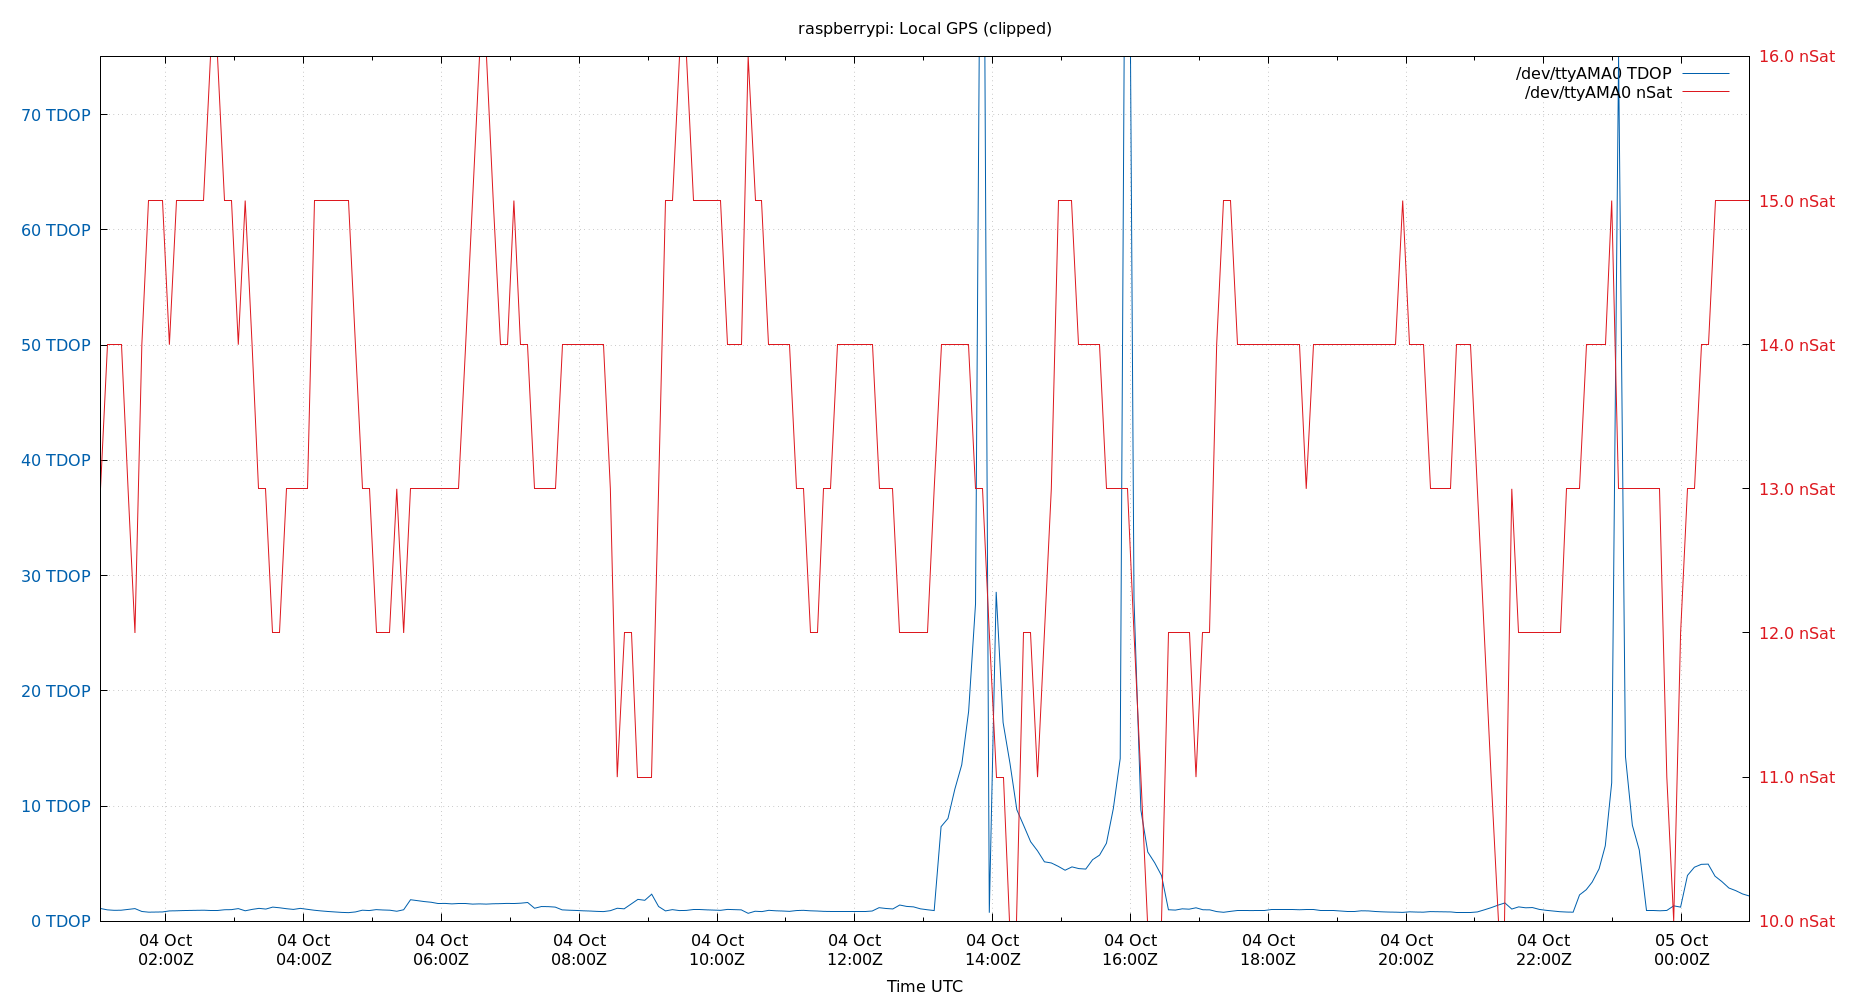 raspberrypi: Local GPS (clipped)
/dev/ttyAMA0 TDOP
/dev/ttyAMA0 nSat
70 TDOP
60 TDOP
50 TDOP
40 TDOP
30 TDOP
20 TDOP
10 TDOP
0 TDOP
16.0 nSat
15.0 nSat
14.0 nSat
13.0 nSat
12.0 nSat
11.0 nSat
10.0 nSat
04 Oct
02:00Z
04 Oct
04:00Z
04 Oct
06:00Z
04 Oct
08:00Z
04 Oct
10:00Z
04 Oct
12:00Z
04 Oct
14:00Z
04 Oct
16:00Z
04 Oct
18:00Z
04 Oct
20:00Z
04 Oct
22:00Z
05 Oct
00:00Z
Time UTC